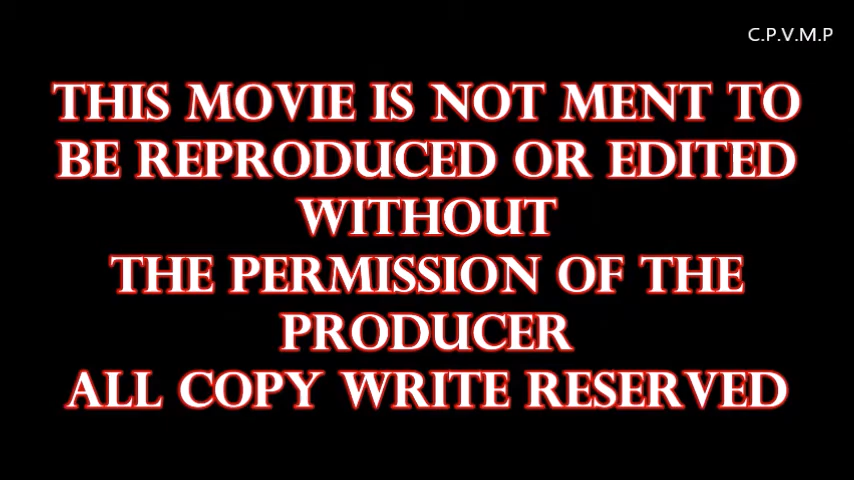 C.P.V.M.P
THIS MOVIE IS NOT MENT TO
BE REPRODUCED OR EDITED
WITHOUT
THE PERMISSION OF THE
PRODUCER
ALL COPY WRITE RESERVED